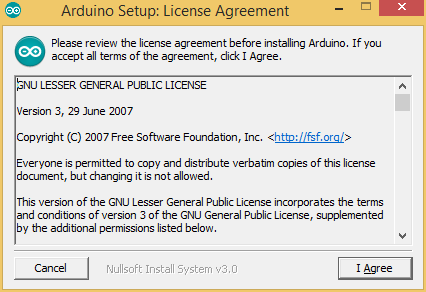 Arduino Setup: License Agreement
Please review the license agreement before installing Arduino. If you
accept all terms of the agreement, click I Agree.
GNU LESSER GENERAL PUBLIC LICENSE
Version 3, 29 June 2007
Copyright (C) 2007 Free Software Foundation, Inc. <http://fsf.org/>
Everyone is permitted to copy and distribute verbatim copies of this license
document, but changing it is not allowed.
This version of the GNU Lesser General Public License incorporates the terms
and conditions of version 3 of the GNU General Public License, supplemented
by the additional permissions listed below.
Cancel
Nullsoft Install System v3.0
I Agree